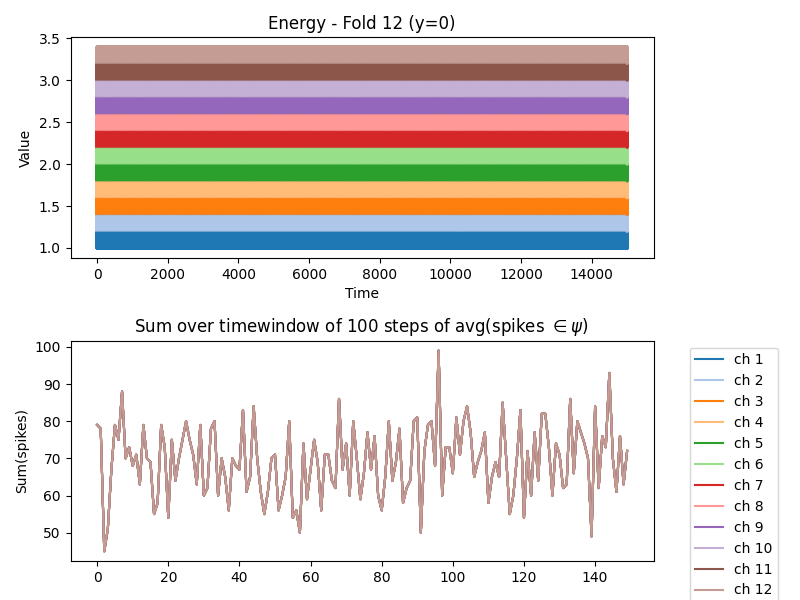 Energy - Fold 12 (y=0)
3.5
3.0
2.5
2.0
1.5
1.0
Value
0 2000 4000 6000 8000 10000 12000 14000
Time
Sum over timewindow of 100 steps of avg(spikes ∈ ψ)
100
90
80
70
60
50
Sum(spikes)
0 20 40 60 80 100 120 140
ch 1
ch 2
ch 3
ch 4
ch 5
ch 6
ch 7
ch 8
ch 9
ch 10
ch 11
ch 12